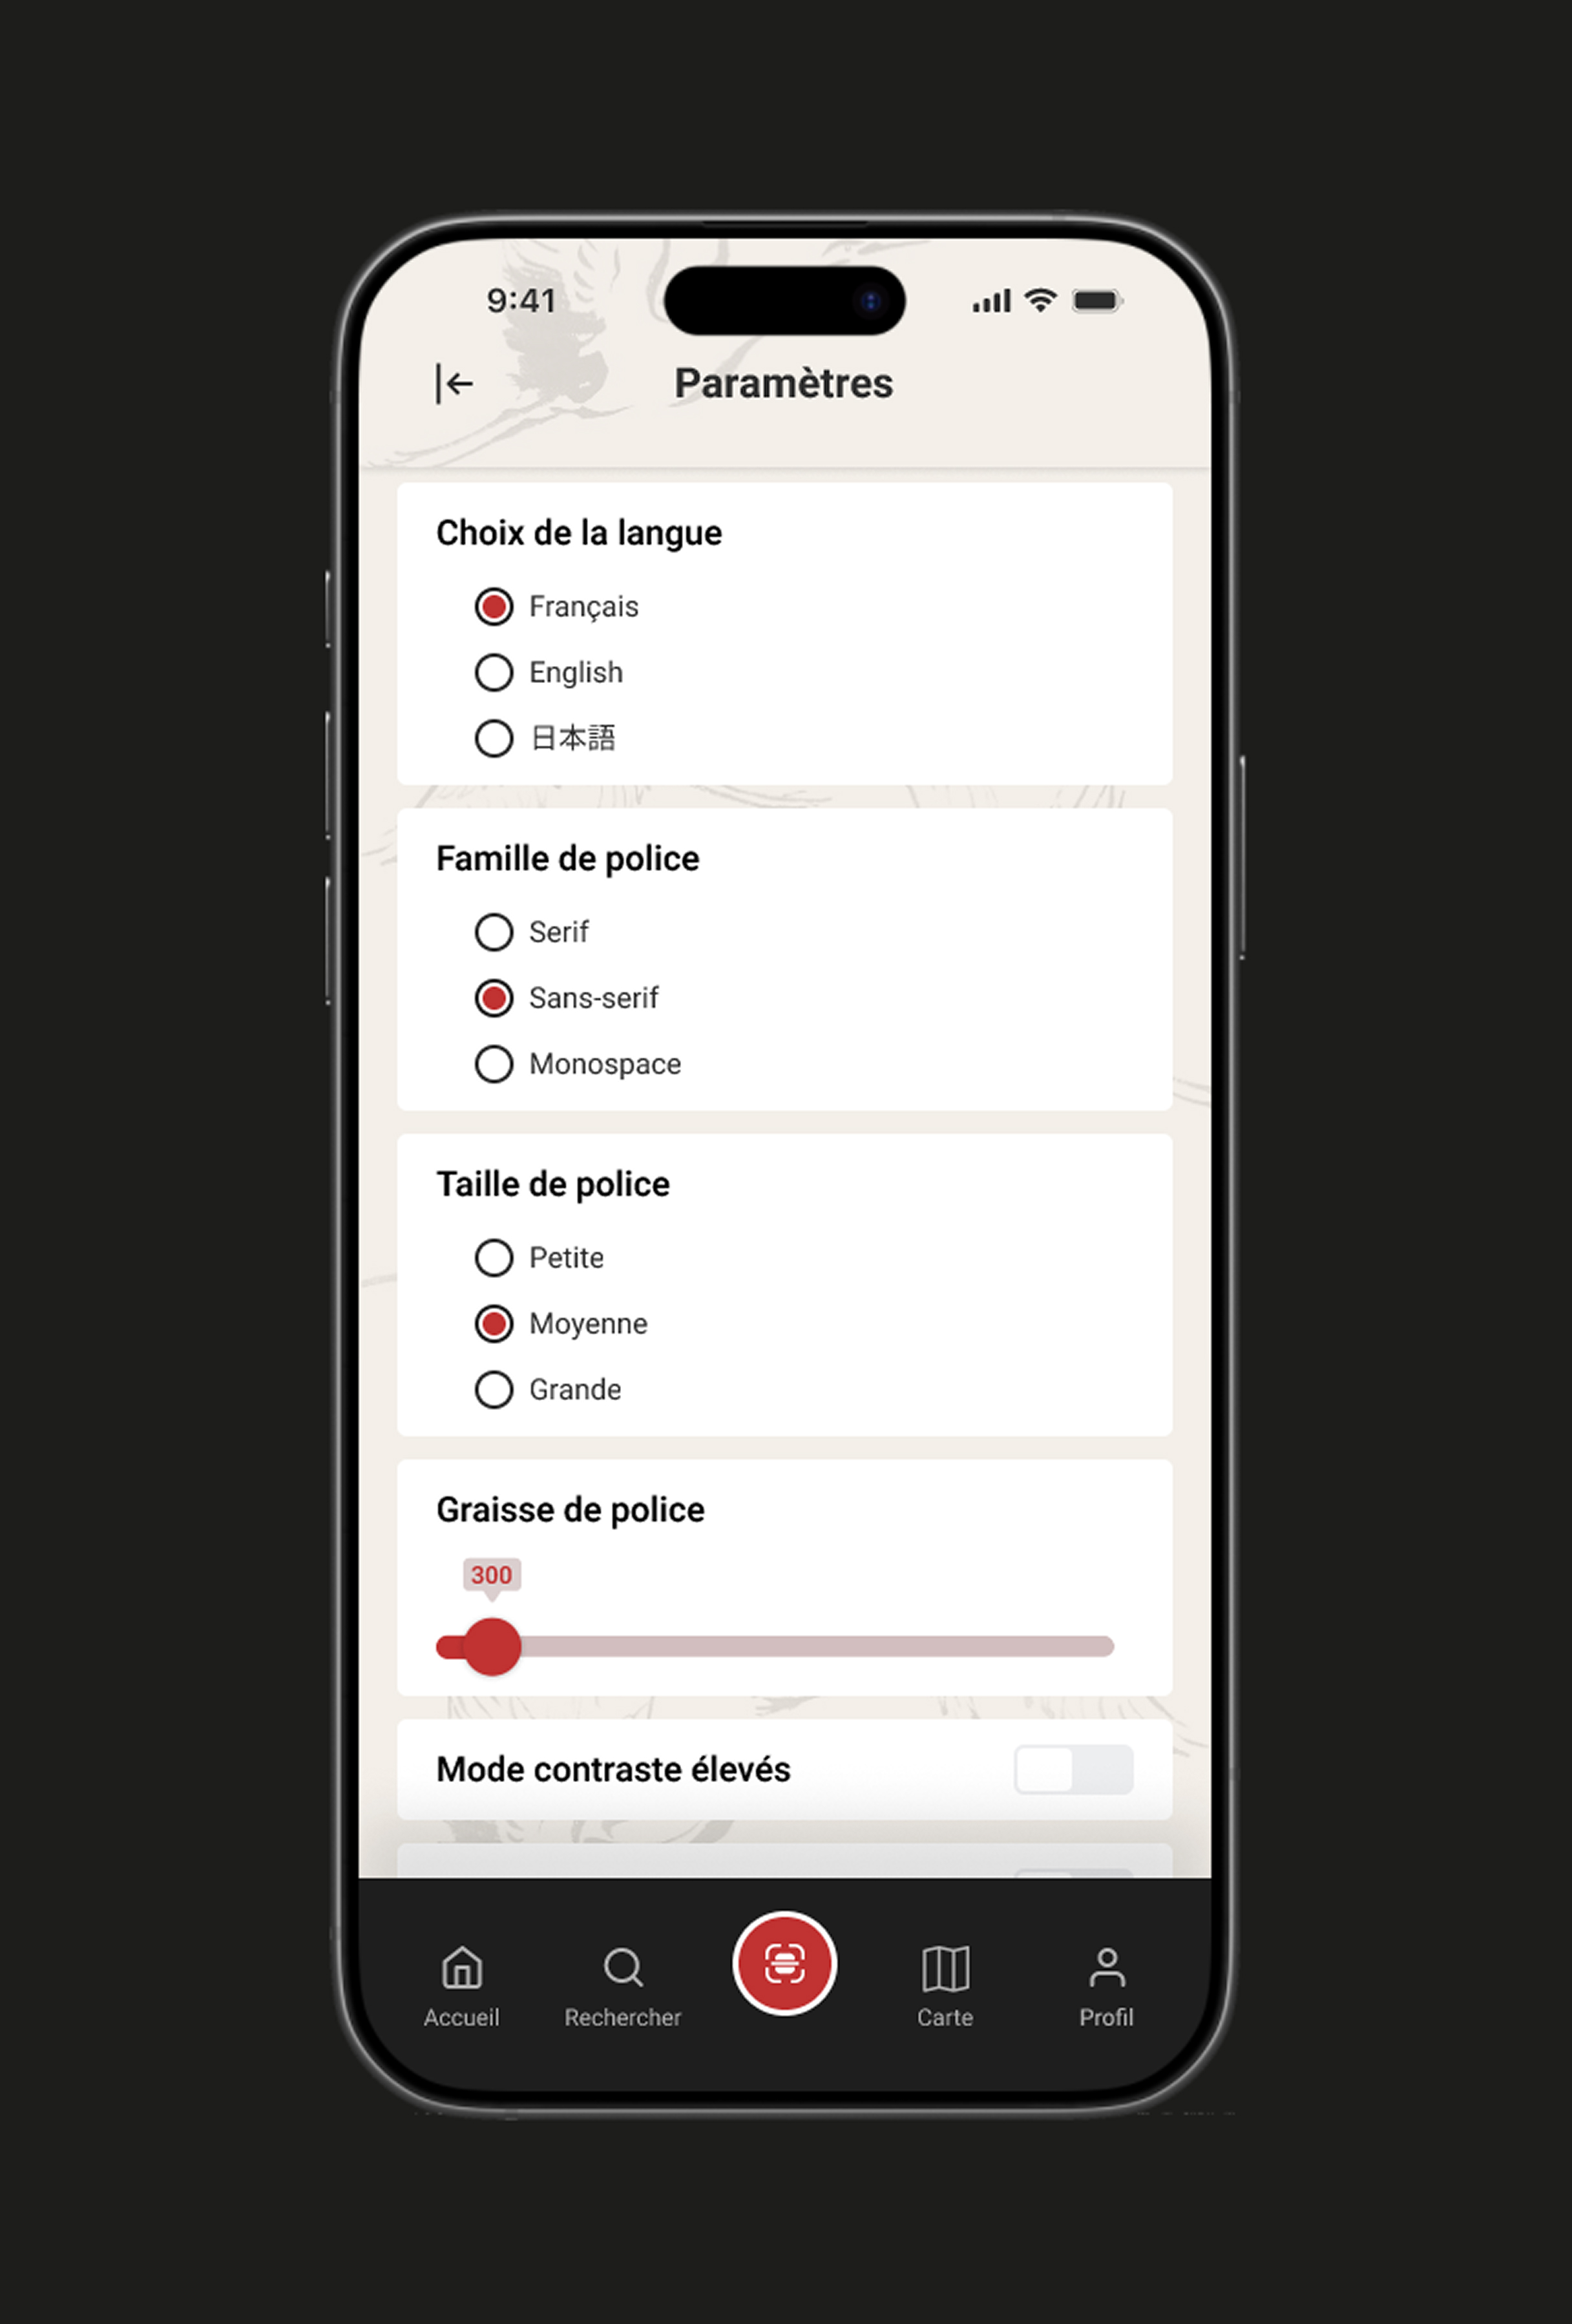 9:41
Paramètres
Choix de la langue
Français
English
日本語
Famille de police
Serif
Sans-serif
Monospace
Taille de police
Petite
Moyenne
Grande
Graisse de police
300
Mode contraste élevés
Accueil
Rechercher
Carte
Profil